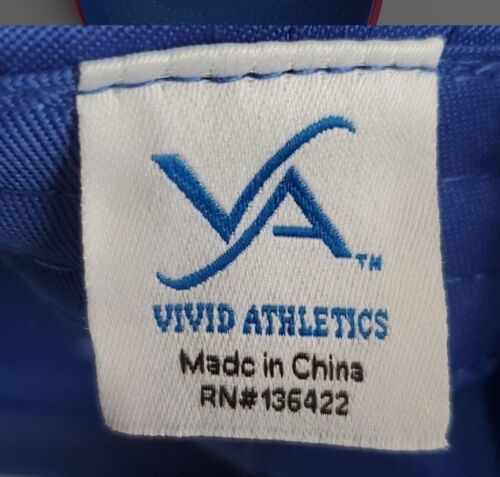 VA™
VIVID ATHLETICS
Made in China
RN#136422